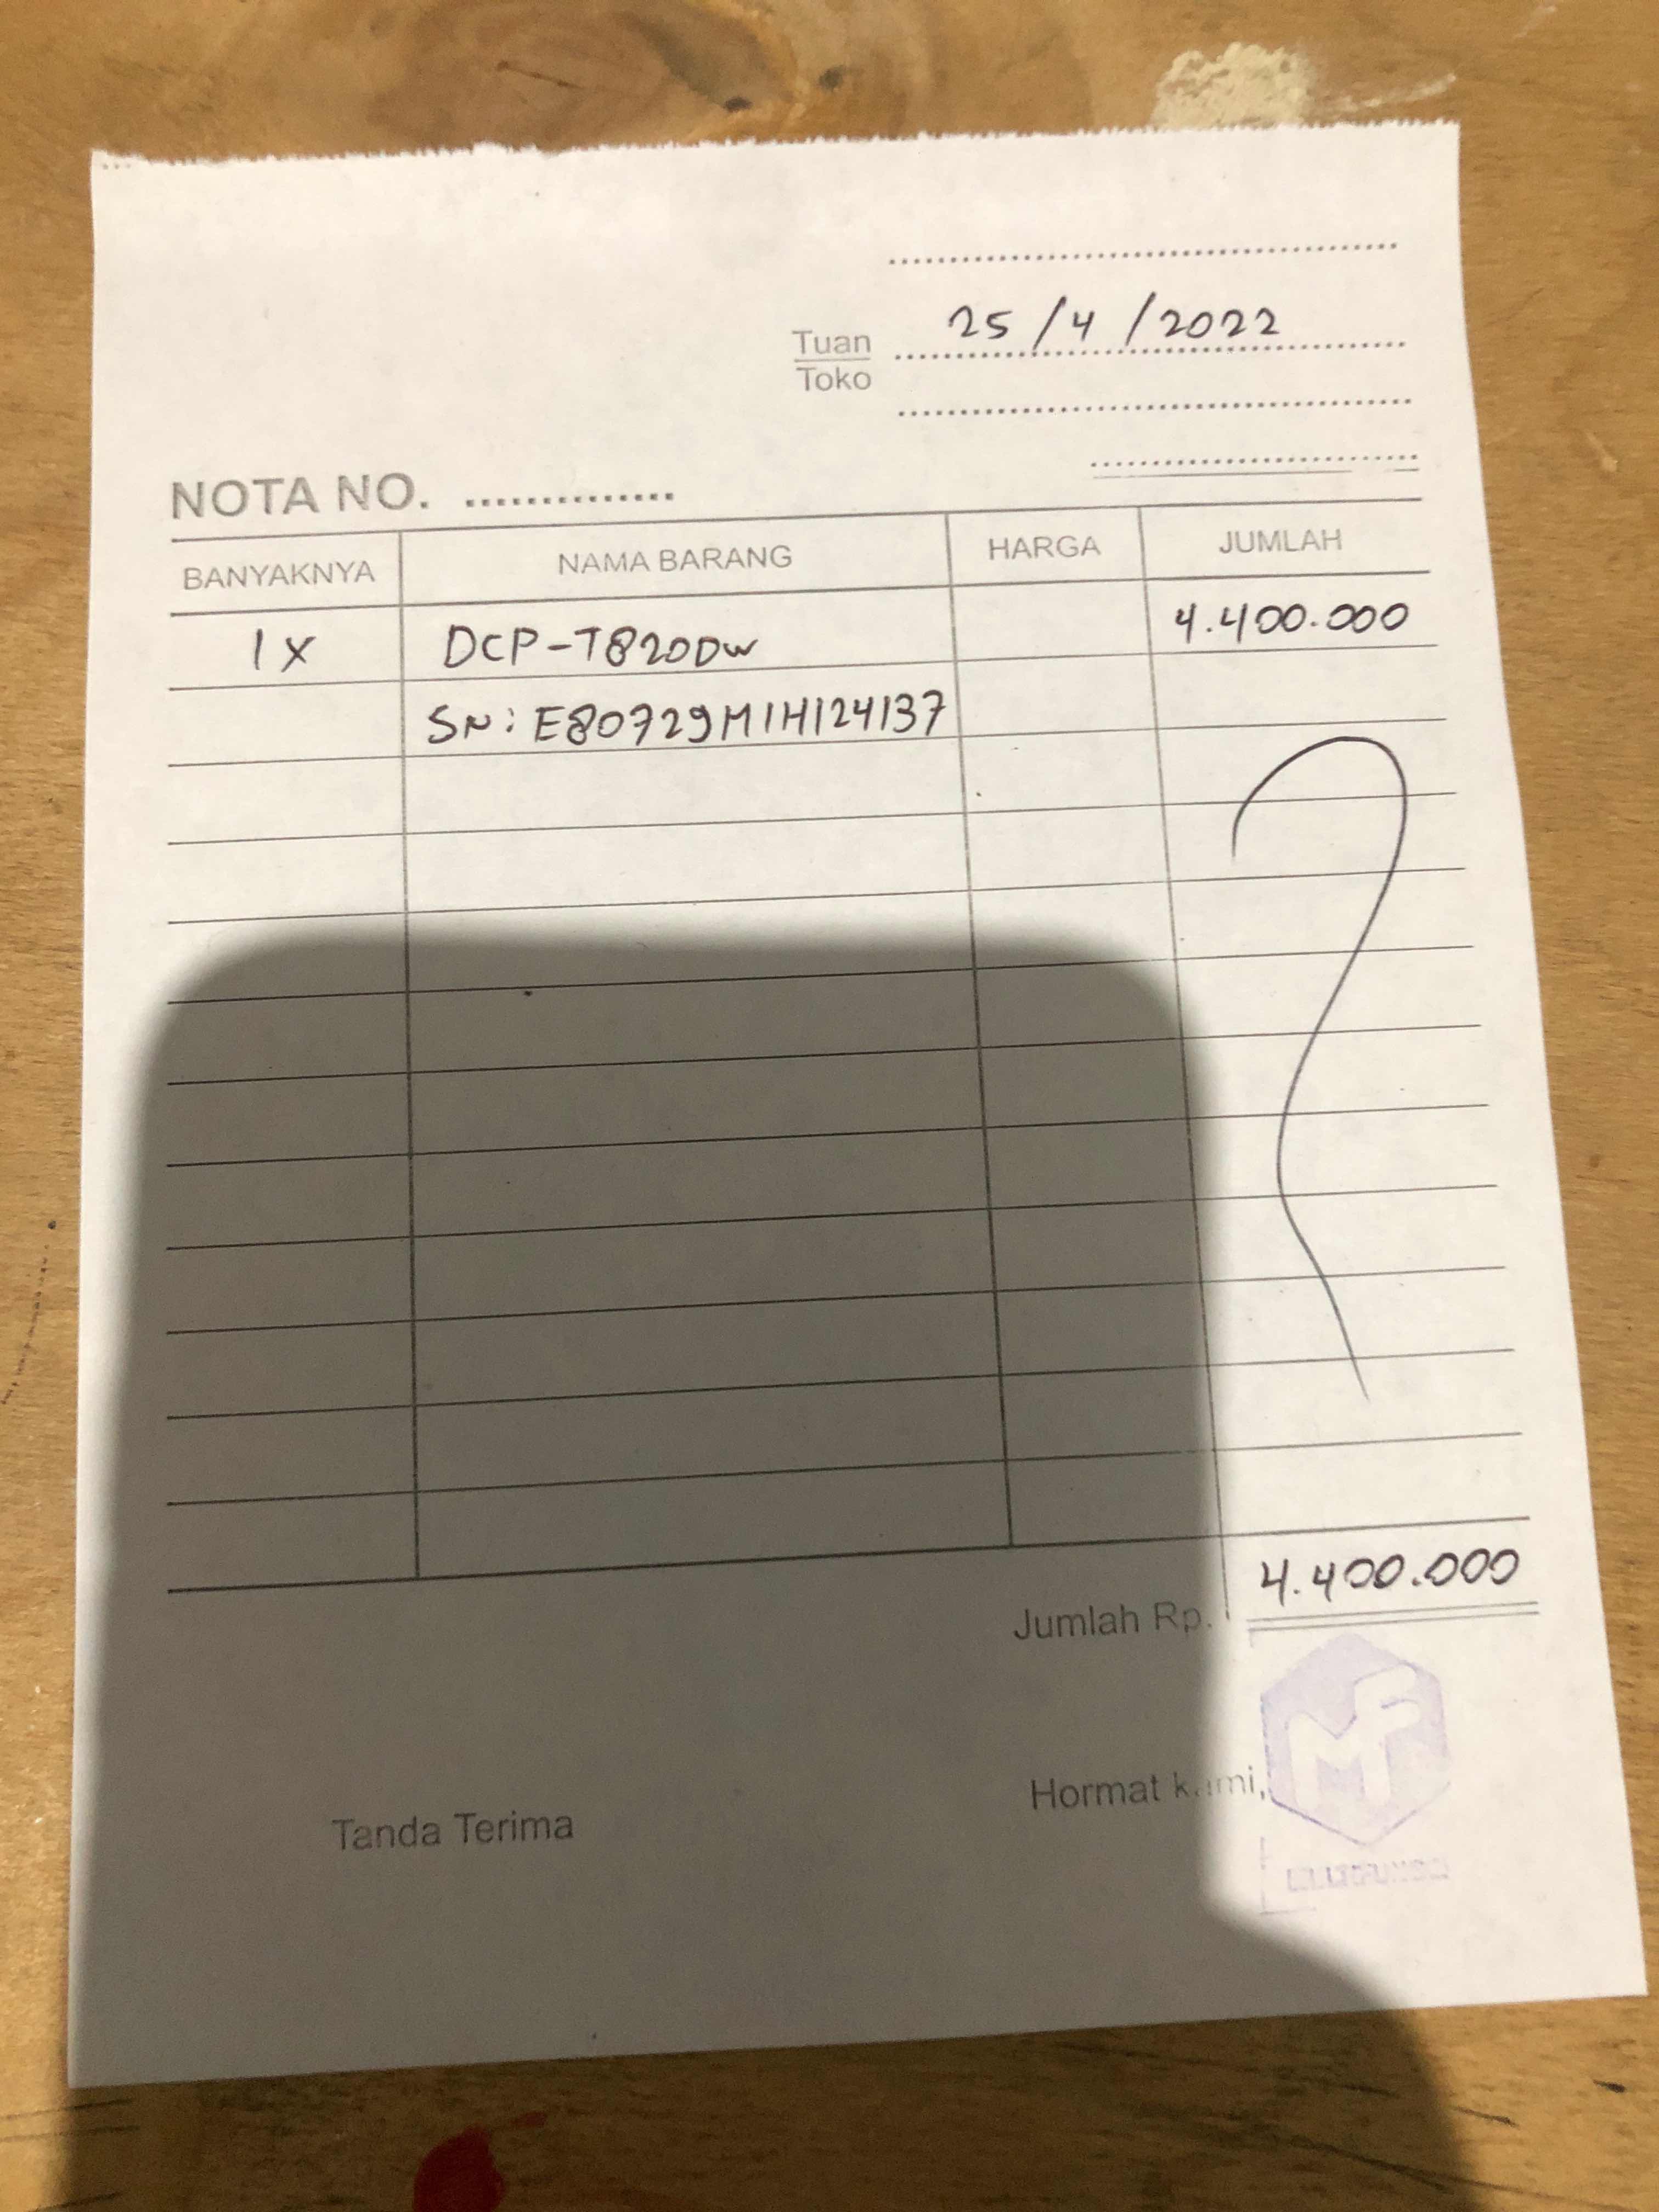 25/4/2022
Tuan
Toko
NOTA NO. ..............
BANYAKNYA NAMA BARANG HARGA JUMLAH
1x DCP-T820DW 4.400.000
SN: E80729M1H124137
Jumlah Rp. 4.400.000
Tanda Terima Hormat kami,
MF